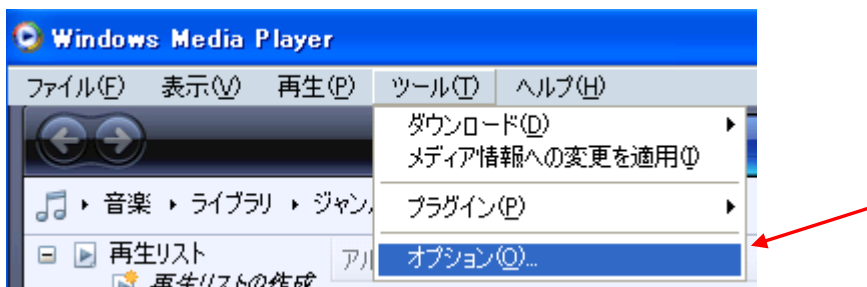 Windows Media Player
ファイル(F) 表示(V) 再生(P) ツール(T) ヘルプ(H)
ダウンロード(D)
メディア情報への変更を適用(I)
音楽 ライブラリ ジャン
プラグイン(P)
再生リスト
アル
オプション(O)...
再生リストの作成